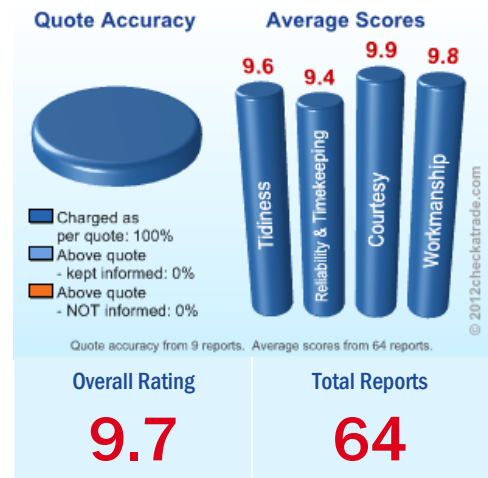 Quote Accuracy
Average Scores
9.6
9.4
9.9
9.8
Tidiness
Reliability & Timekeeping
Courtesy
Workmanship
Charged as
per quote: 100%
Above quote
- kept informed: 0%
Above quote
- NOT informed: 0%
© 2012checkatrade.com
Quote accuracy from 9 reports. Average scores from 64 reports.
Overall Rating
9.7
Total Reports
64